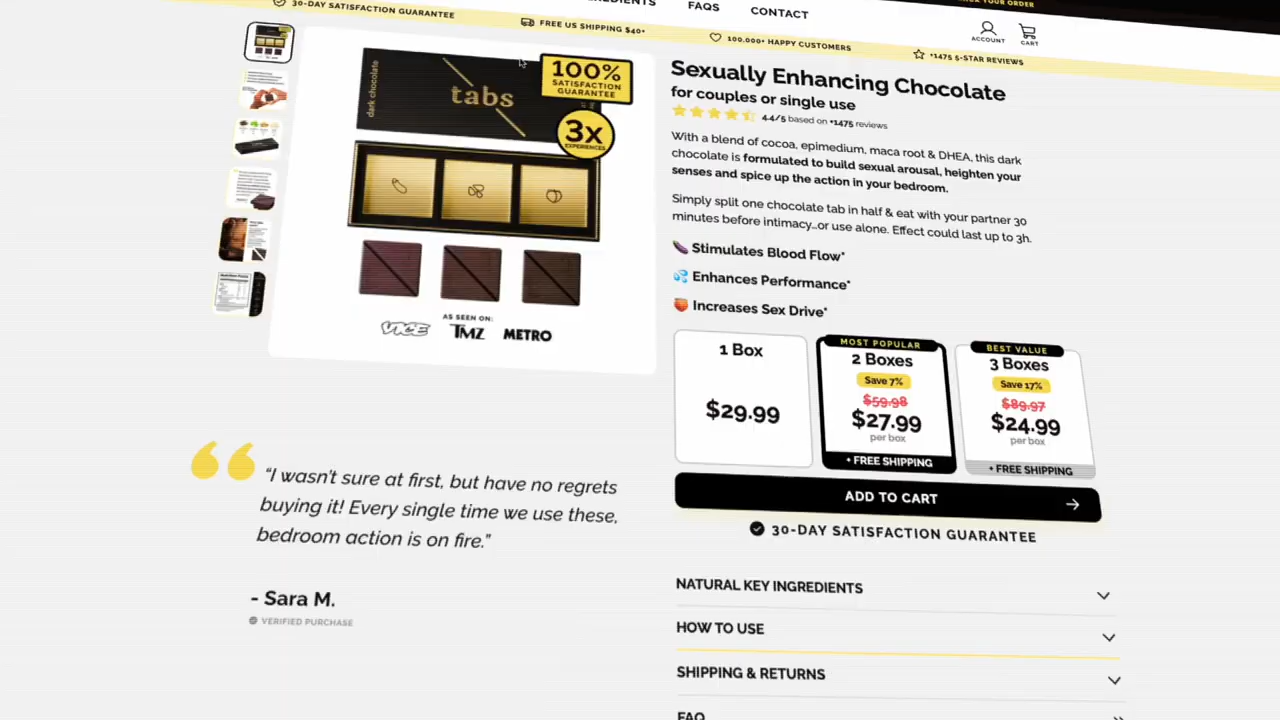 FAQS
CONTACT
30-DAY SATISFACTION GUARANTEE
FREE US SHIPPING $40+
100.000+ HAPPY CUSTOMERS
+1475 5-STAR REVIEWS
ACCOUNT
CART
dark chocolate
tabs
100%
SATISFACTION
GUARANTEE
3x
EXPERIENCES
AS SEEN ON:
VICE
TMZ
METRO
Sexually Enhancing Chocolate
for couples or single use
4.4/5 based on +1475 reviews
With a blend of cocoa, epimedium, maca root & DHEA, this dark
chocolate is formulated to build sexual arousal, heighten your
senses and spice up the action in your bedroom.
Simply split one chocolate tab in half & eat with your partner 30
minutes before intimacy...or use alone. Effect could last up to 3h.
🍆 Stimulates Blood Flow*
💦 Enhances Performance*
🍑 Increases Sex Drive*
1 Box
$29.99
MOST POPULAR
2 Boxes
Save 7%
$59.98
$27.99
per box
+ FREE SHIPPING
BEST VALUE
3 Boxes
Save 17%
$89.97
$24.99
per box
+ FREE SHIPPING
ADD TO CART
30-DAY SATISFACTION GUARANTEE
“I wasn't sure at first, but have no regrets
buying it! Every single time we use these,
bedroom action is on fire.”
- Sara M.
VERIFIED PURCHASE
NATURAL KEY INGREDIENTS
HOW TO USE
SHIPPING & RETURNS
FAQ